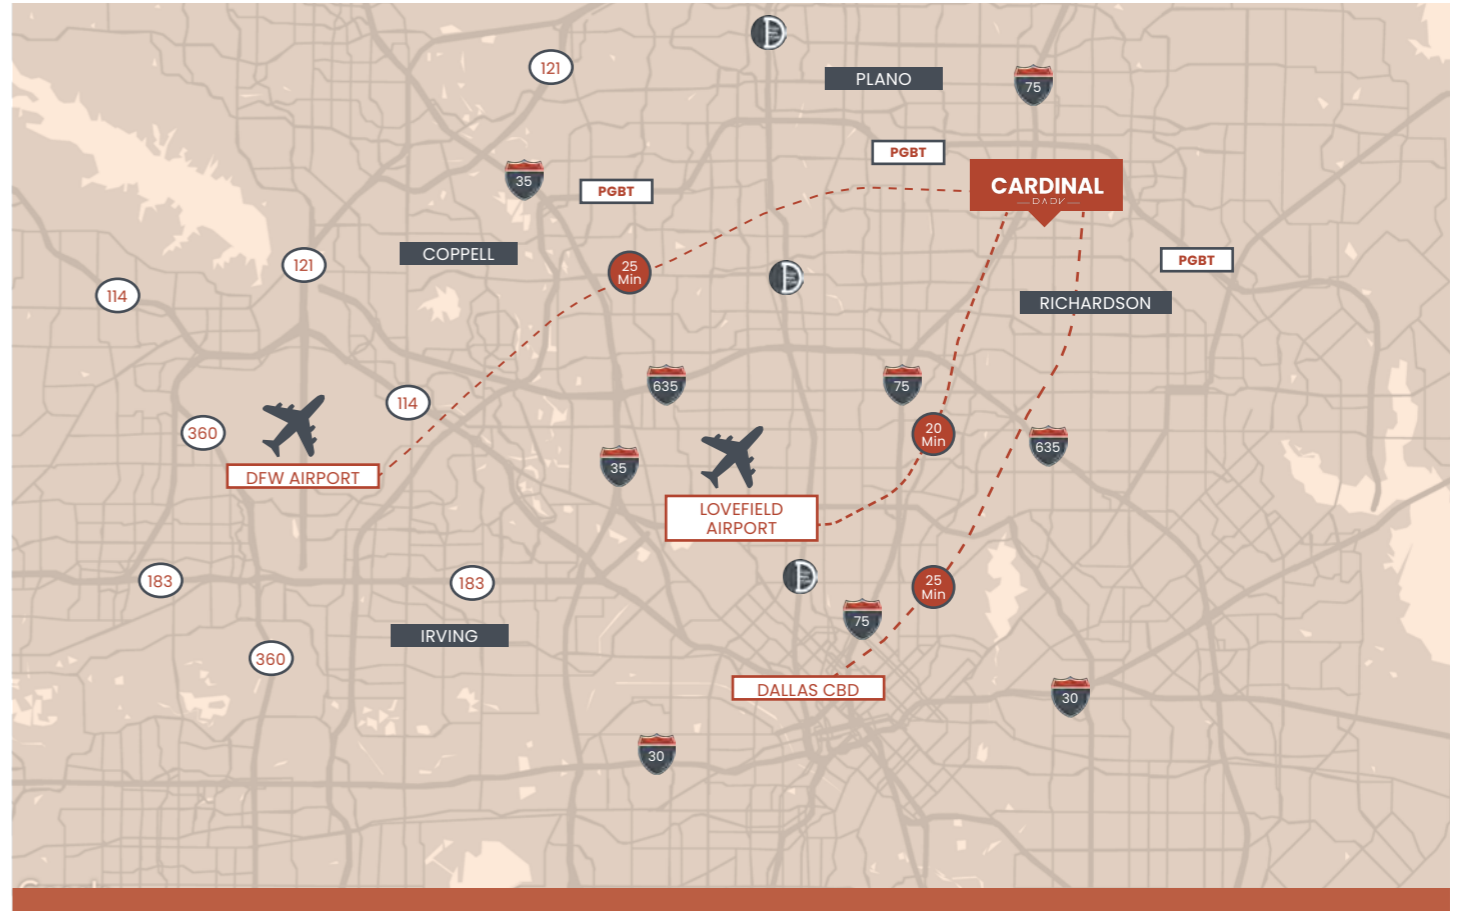 121
PLANO
75
PGBT
35
PGBT
CARDINAL
PARK
COPPELL
121
PGBT
25
Min
114
RICHARDSON
635
75
114
360
20
Min
635
35
DFW AIRPORT
LOVEFIELD
AIRPORT
183
183
25
Min
75
IRVING
360
DALLAS CBD
30
30